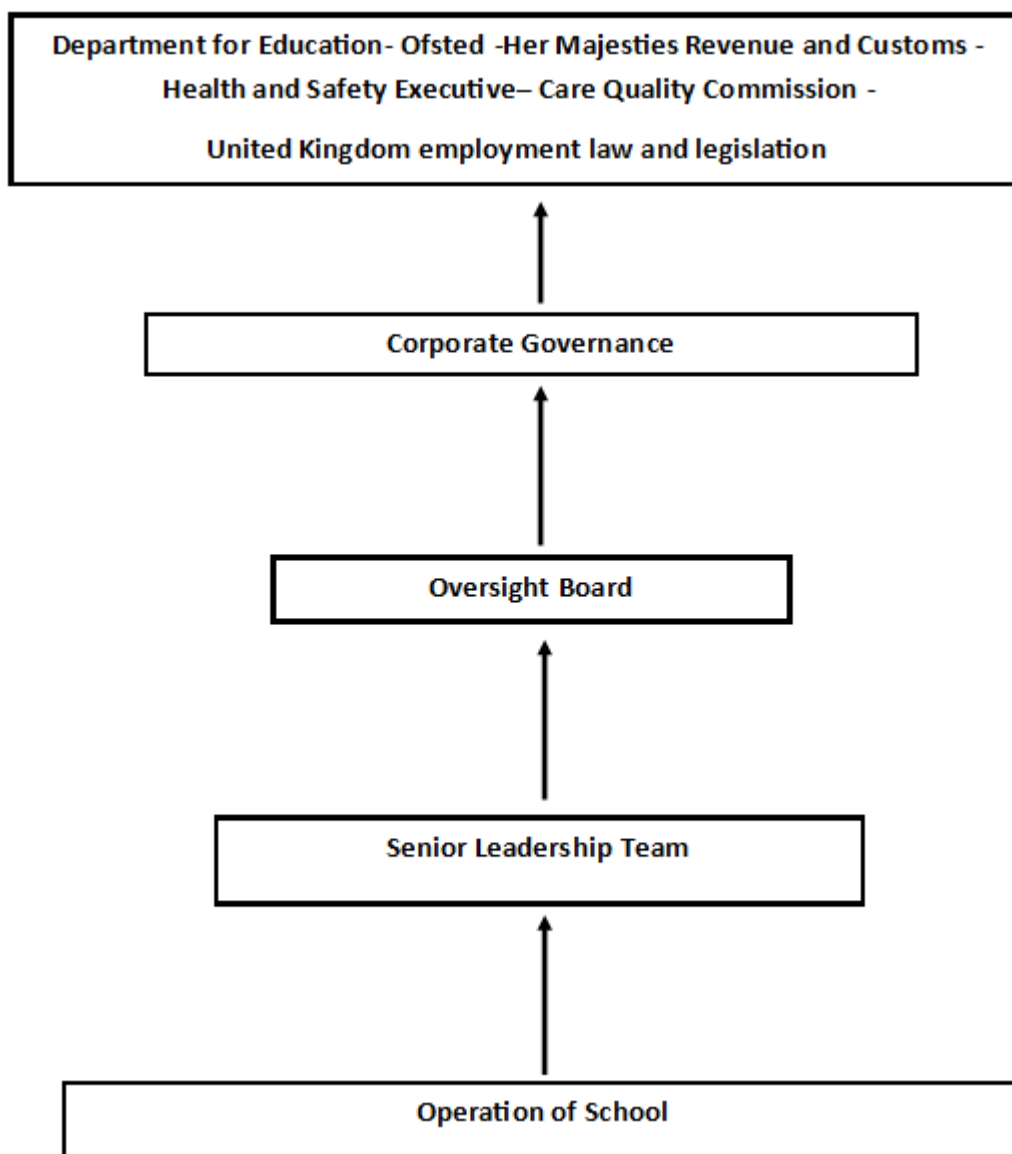 Department for Education- Ofsted -Her Majesties Revenue and Customs -
Health and Safety Executive– Care Quality Commission -
United Kingdom employment law and legislation
Corporate Governance
Oversight Board
Senior Leadership Team
Operation of School